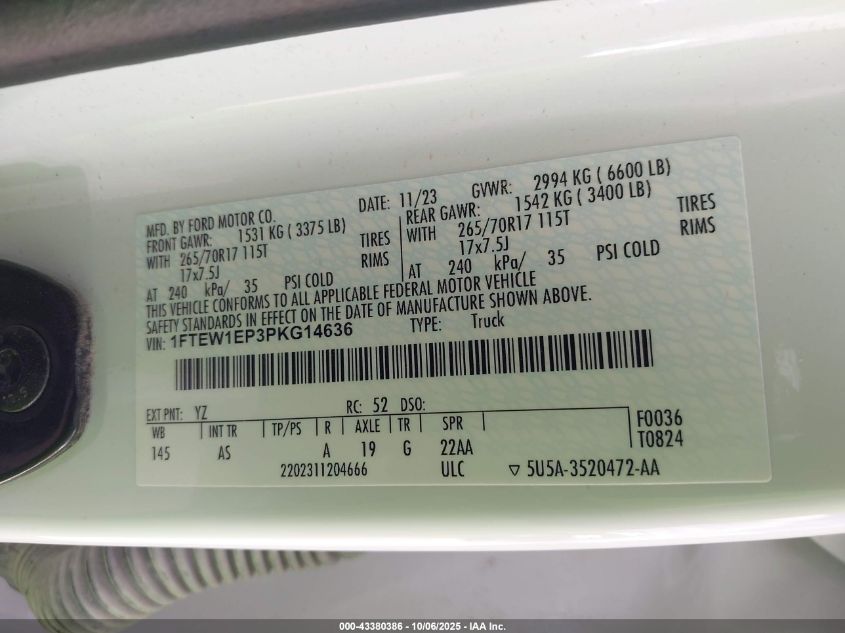 MFD. BY FORD MOTOR CO.
DATE: 11/23 GVWR: 2994 KG ( 6600 LB)
FRONT GAWR: 1531 KG ( 3375 LB)
WITH 265/70R17 115T TIRES
17x7.5J RIMS
AT 240 kPa/ 35 PSI COLD
REAR GAWR: 1542 KG ( 3400 LB)
WITH 265/70R17 115T TIRES
17x7.5J RIMS
AT 240 kPa/ 35 PSI COLD
THIS VEHICLE CONFORMS TO ALL APPLICABLE FEDERAL MOTOR VEHICLE
SAFETY STANDARDS IN EFFECT ON THE DATE OF MANUFACTURE SHOWN ABOVE.
VIN: 1FTEW1EP3PKG14636 TYPE: Truck
EXT PNT: YZ RC: 52 DSO:
WB INT TR TP/PS R AXLE TR SPR
145 AS A 19 G 22AA
F0036
T0824
2202311204666 ULC ▽ 5U5A-3520472-AA
000-43380386 - 10/06/2025 - IAA Inc.